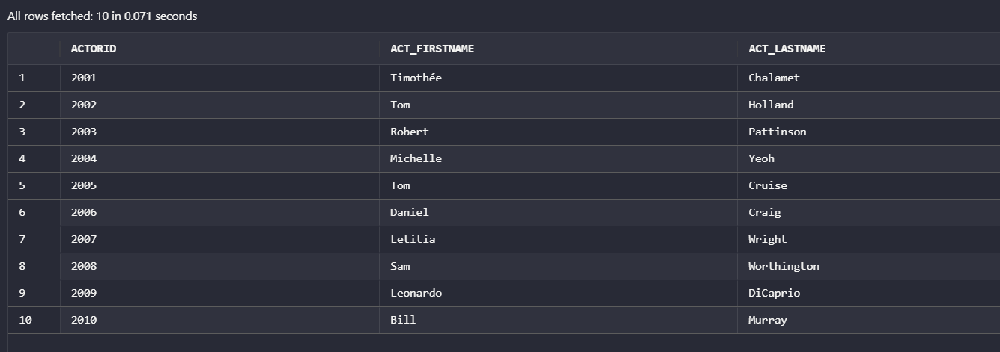 All rows fetched: 10 in 0.071 seconds
ACTORID ACT_FIRSTNAME ACT_LASTNAME
1 2001 Timothée Chalamet
2 2002 Tom Holland
3 2003 Robert Pattinson
4 2004 Michelle Yeoh
5 2005 Tom Cruise
6 2006 Daniel Craig
7 2007 Letitia Wright
8 2008 Sam Worthington
9 2009 Leonardo DiCaprio
10 2010 Bill Murray